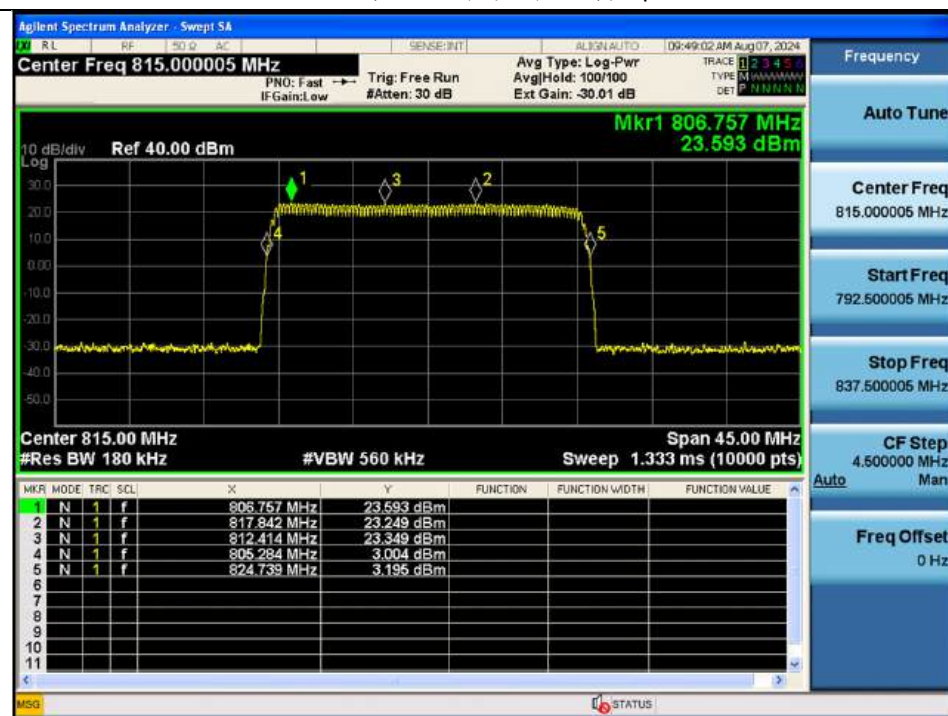 Agilent Spectrum Analyzer - Swept SA
LXI RL RF 50 Ω AC SENSE:INT ALIGN AUTO 09:49:02 AM Aug 07, 2024
Center Freq 815.000005 MHz
PNO: Fast
IFGain:Low
Trig: Free Run
#Atten: 30 dB
Avg Type: Log-Pwr
Avg|Hold: 100/100
Ext Gain: -30.01 dB
TRACE 1 2 3 4 5 6
TYPE M
DET P N N N N N
Mkr1 806.757 MHz
23.593 dBm
10 dB/div Ref 40.00 dBm
Log
30.0
20.0
10.0
0.00
-10.0
-20.0
-30.0
-40.0
-50.0
1
3
2
4
5
Center 815.00 MHz Span 45.00 MHz
#Res BW 180 kHz #VBW 560 kHz Sweep 1.333 ms (10000 pts)
MKR MODE TRC SCL X Y FUNCTION FUNCTION WIDTH FUNCTION VALUE
1 N 1 f 806.757 MHz 23.593 dBm
2 N 1 f 817.842 MHz 23.249 dBm
3 N 1 f 812.414 MHz 23.349 dBm
4 N 1 f 805.284 MHz 3.004 dBm
5 N 1 f 824.739 MHz 3.195 dBm
6
7
8
9
10
11
MSG STATUS
Frequency
Auto Tune
Center Freq
815.000005 MHz
Start Freq
792.500005 MHz
Stop Freq
837.500005 MHz
CF Step
4.500000 MHz
Auto Man
Freq Offset
0 Hz